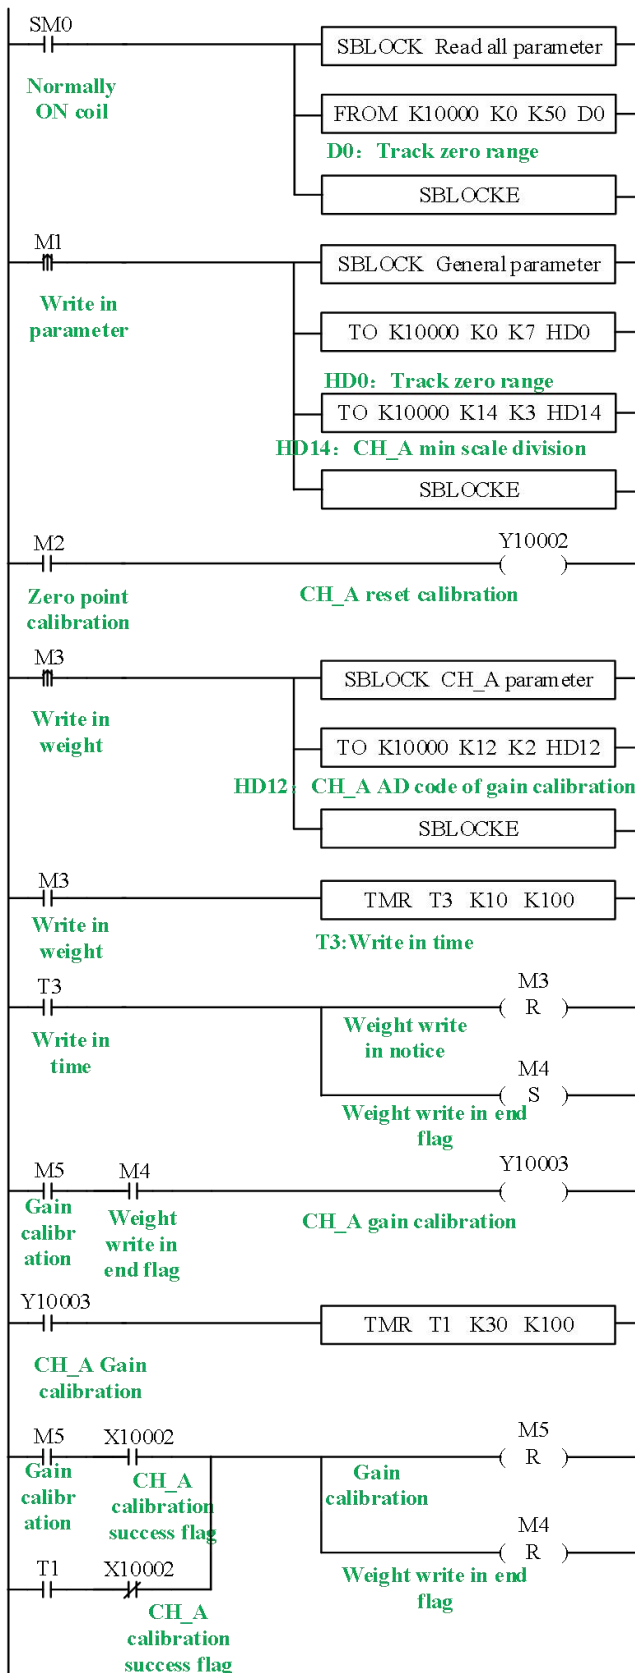 SM0
SBLOCK Read all parameter
Normally
ON coil
FROM K10000 K0 K50 D0
D0: Track zero range
SBLOCKE
M1
SBLOCK General parameter
Write in
parameter
TO K10000 K0 K7 HD0
HD0: Track zero range
TO K10000 K14 K3 HD14
HD14: CH_A min scale division
SBLOCKE
M2
Y10002
Zero point
calibration
CH_A reset calibration
M3
SBLOCK CH_A parameter
Write in
weight
TO K10000 K12 K2 HD12
HD12: CH_A AD code of gain calibration
SBLOCKE
M3
TMR T3 K10 K100
Write in
weight
T3:Write in time
T3
M3
R
Write in
time
Weight write
in notice
M4
S
Weight write in end
flag
M5
M4
Y10003
Gain
calibr
ation
Weight
write in
end flag
CH_A gain calibration
Y10003
TMR T1 K30 K100
CH_A Gain
calibration
M5
X10002
M5
R
Gain
calibr
ation
CH_A
calibration
success flag
Gain
calibration
M4
R
Weight write in end
flag
T1
X10002
CH_A
calibration
success flag